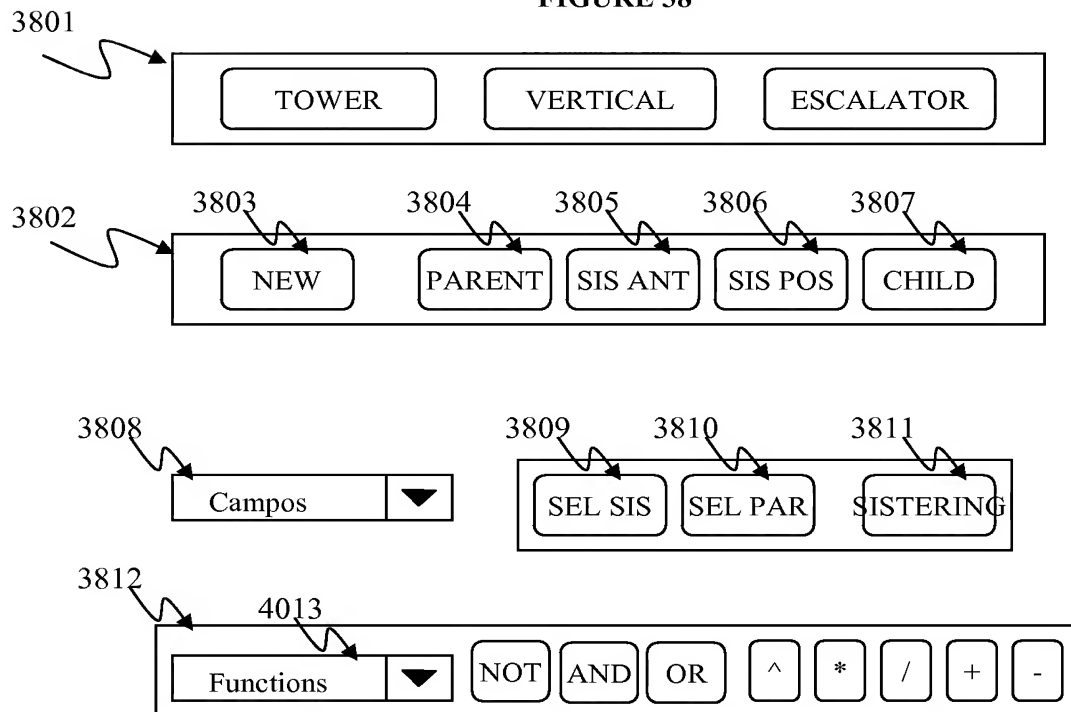 FIGURE 38
3801
TOWER VERTICAL ESCALATOR
3802 3803 3804 3805 3806 3807
NEW PARENT SIS ANT SIS POS CHILD
3808 3809 3810 3811
Campos SEL SIS SEL PAR SISTERING
3812
4013
Functions NOT AND OR ^ * / + -